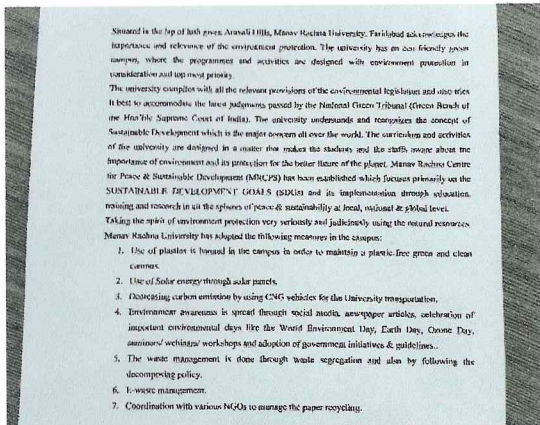 Situated in the lap of lush green Aravali Hills, Manav Rachna University, Faridabad acknowledges the
importance and relevance of the environment protection. The university has an eco friendly green
campus, where the programmes and activities are designed with environment protection in
consideration and top most priority.
The university complies with all the relevant provisions of the environmental legislation and also tries
It best to accommodate the latest judgments passed by the National Green Tribunal (Green Bench of
the Hon'ble Supreme Court of India). The university understands and recognizes the concept of
Sustainable Development which is the major concern all over the world. The curriculum and activities
of the university are designed in a matter that makes the students and the staffs aware about the
importance of environment and its protection for the better future of the planet. Manav Rachna Centre
for Peace & Sustainable Development (MRCPS) has been established which focuses primarily on the
SUSTAINABLE DEVELOPMENT GOALS (SDGs) and its implementation through education,
training and research in all the spheres of peace & sustainability at local, national & global level.
Taking the spirit of environment protection very seriously and judiciously using the natural resources
Manav Rachna University has adopted the following measures in the campus:
1. Use of plastics is banned in the campus in order to maintain a plastic-free green and clean
campus.
2. Use of Solar energy through solar panels.
3. Decreasing carbon emission by using CNG vehicles for the University transportation.
4. Environment awareness is spread through social media, newspaper articles, celebration of
important environmental days like the World Environment Day, Earth Day, Ozone Day,
seminars/ webinars/ workshops and adoption of government initiatives & guidelines..
5. The waste management is done through waste segregation and also by following the
decomposing policy.
6. E-waste management.
7. Coordination with various NGOs to manage the paper recycling.